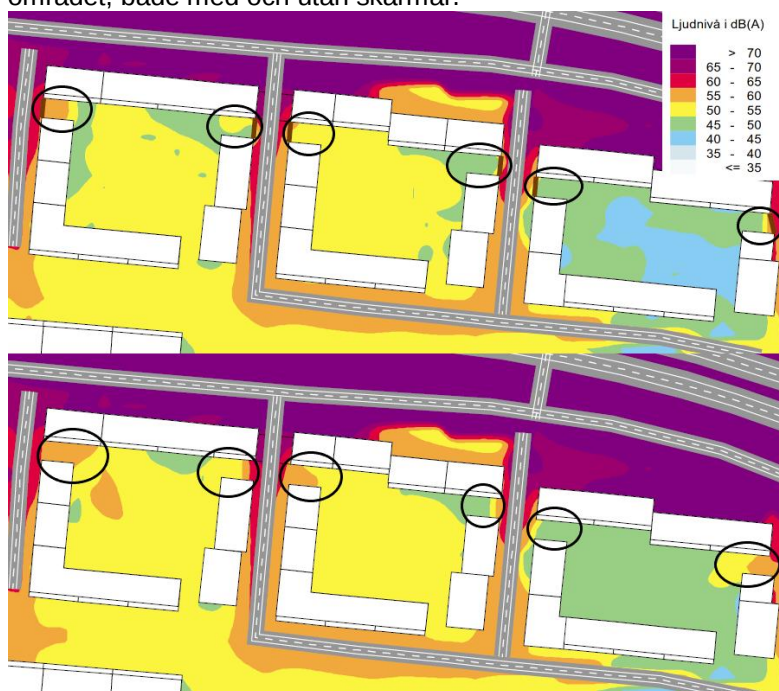 området, både med och utan skärmar.
Ljudnivå i dB(A)
> 70
65 - 70
60 - 65
55 - 60
50 - 55
45 - 50
40 - 45
35 - 40
<= 35